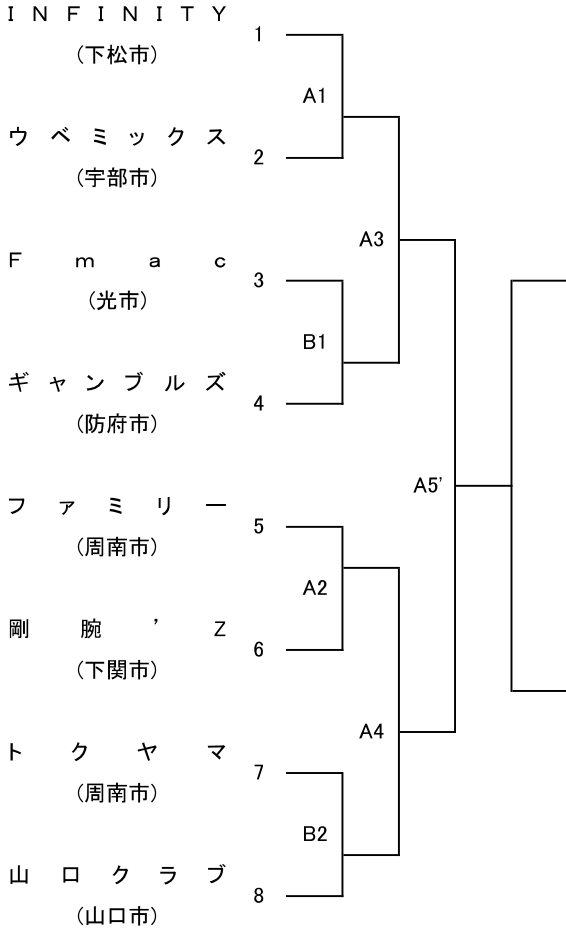 INFINITY
(下松市)
1
A1
ウベミックス
(宇部市)
2
A3
Fmac
(光市)
3
B1
ギャンブルズ
(防府市)
4
A5'
ファミリー
(周南市)
5
A2
剛腕'Z
(下関市)
6
A4
トクヤマ
(周南市)
7
B2
山口クラブ
(山口市)
8